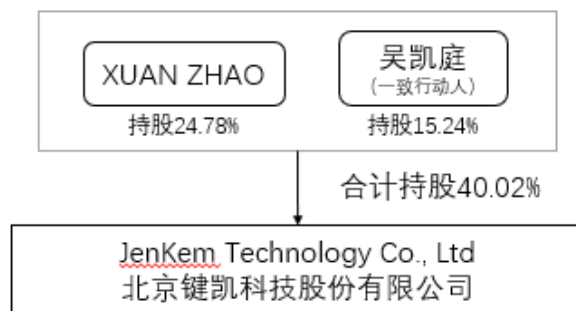 XUAN ZHAO
持股24.78%
吴凯庭
(一致行动人)
持股15.24%
合计持股40.02%
JenKem Technology Co., Ltd
北京键凯科技股份有限公司